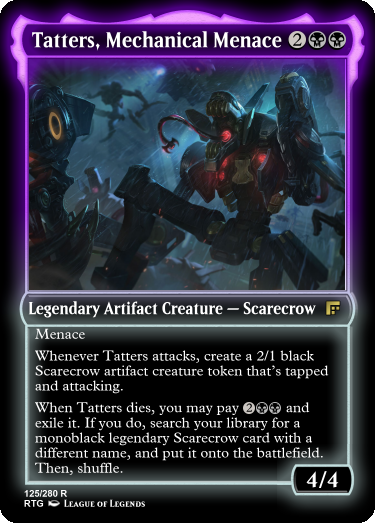 Tatters, Mechanical Menace 2
Legendary Artifact Creature — Scarecrow
Menace
Whenever Tatters attacks, create a 2/1 black
Scarecrow artifact creature token that's tapped
and attacking.
When Tatters dies, you may pay 2 and
exile it. If you do, search your library for a
monoblack legendary Scarecrow card with a
different name, and put it onto the battlefield.
Then, shuffle.
4/4
125/280 R
RTG League of Legends